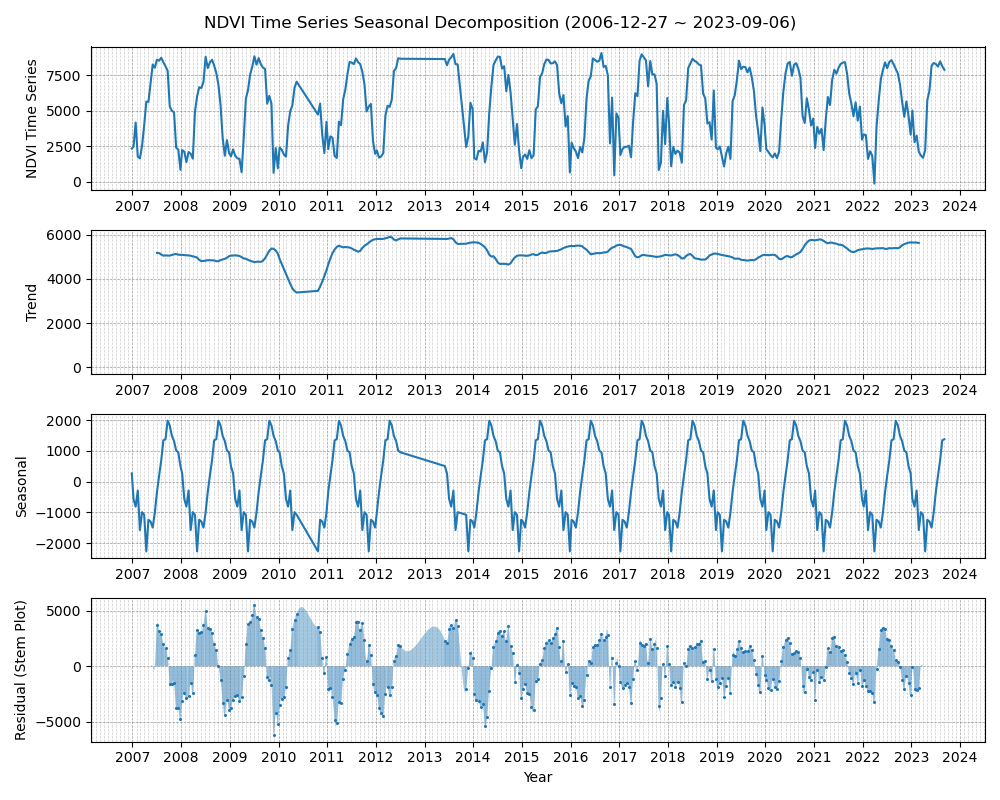 NDVI Time Series Seasonal Decomposition (2006-12-27 ~ 2023-09-06)
NDVI Time Series
7500
5000
2500
0
2007 2008 2009 2010 2011 2012 2013 2014 2015 2016 2017 2018 2019 2020 2021 2022 2023 2024
Trend
6000
4000
2000
0
2007 2008 2009 2010 2011 2012 2013 2014 2015 2016 2017 2018 2019 2020 2021 2022 2023 2024
Seasonal
2000
1000
0
−1000
−2000
2007 2008 2009 2010 2011 2012 2013 2014 2015 2016 2017 2018 2019 2020 2021 2022 2023 2024
Residual (Stem Plot)
5000
0
−5000
2007 2008 2009 2010 2011 2012 2013 2014 2015 2016 2017 2018 2019 2020 2021 2022 2023 2024
Year